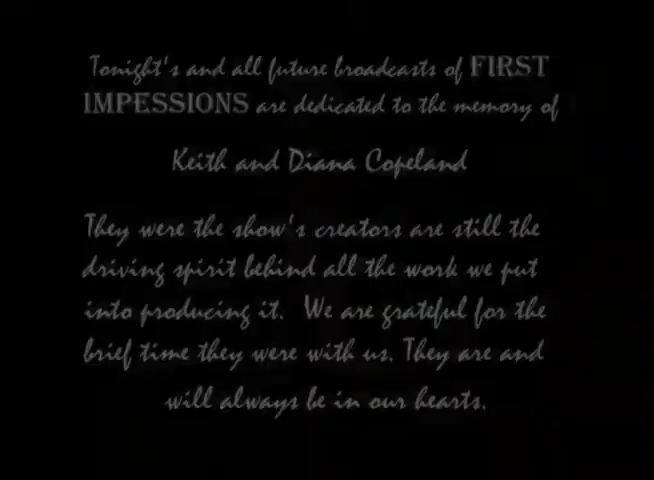 Tonight's and all future broadcasts of FIRST
IMPESSIONS are dedicated to the memory of
Keith and Diana Copeland
They were the show's creators are still the
driving spirit behind all the work we put
into producing it. We are grateful for the
brief time they were with us. They are and
will always be in our hearts.